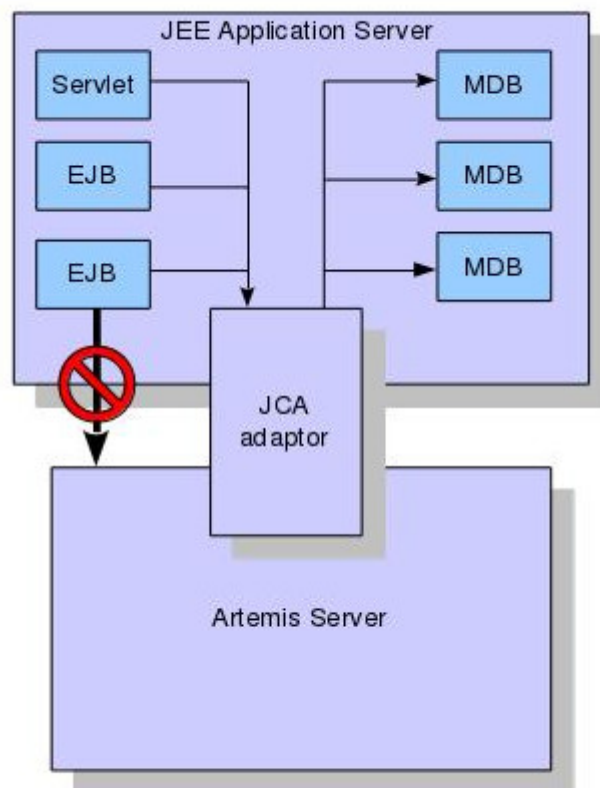 JEE Application Server
Servlet
MDB
EJB
MDB
EJB
MDB
JCA
adaptor
Artemis Server